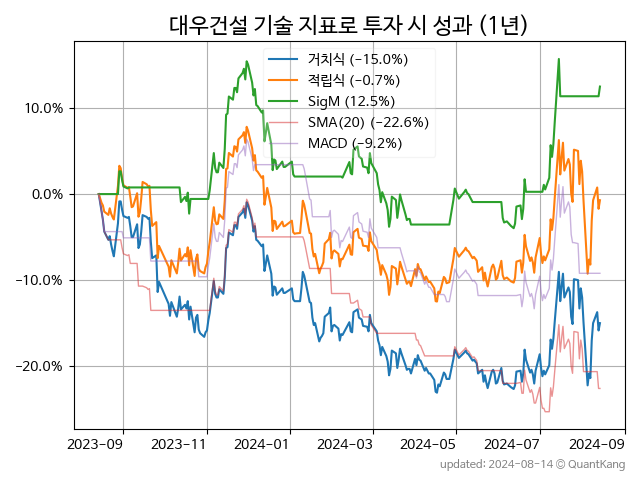 대우건설 기술 지표로 투자 시 성과 (1년)
거치식 (−15.0%)
적립식 (−0.7%)
SigM (12.5%)
SMA(20) (−22.6%)
MACD (−9.2%)
10.0%
0.0%
−10.0%
−20.0%
2023-09 2023-11 2024-01 2024-03 2024-05 2024-07 2024-09
updated: 2024-08-14 © QuantKang